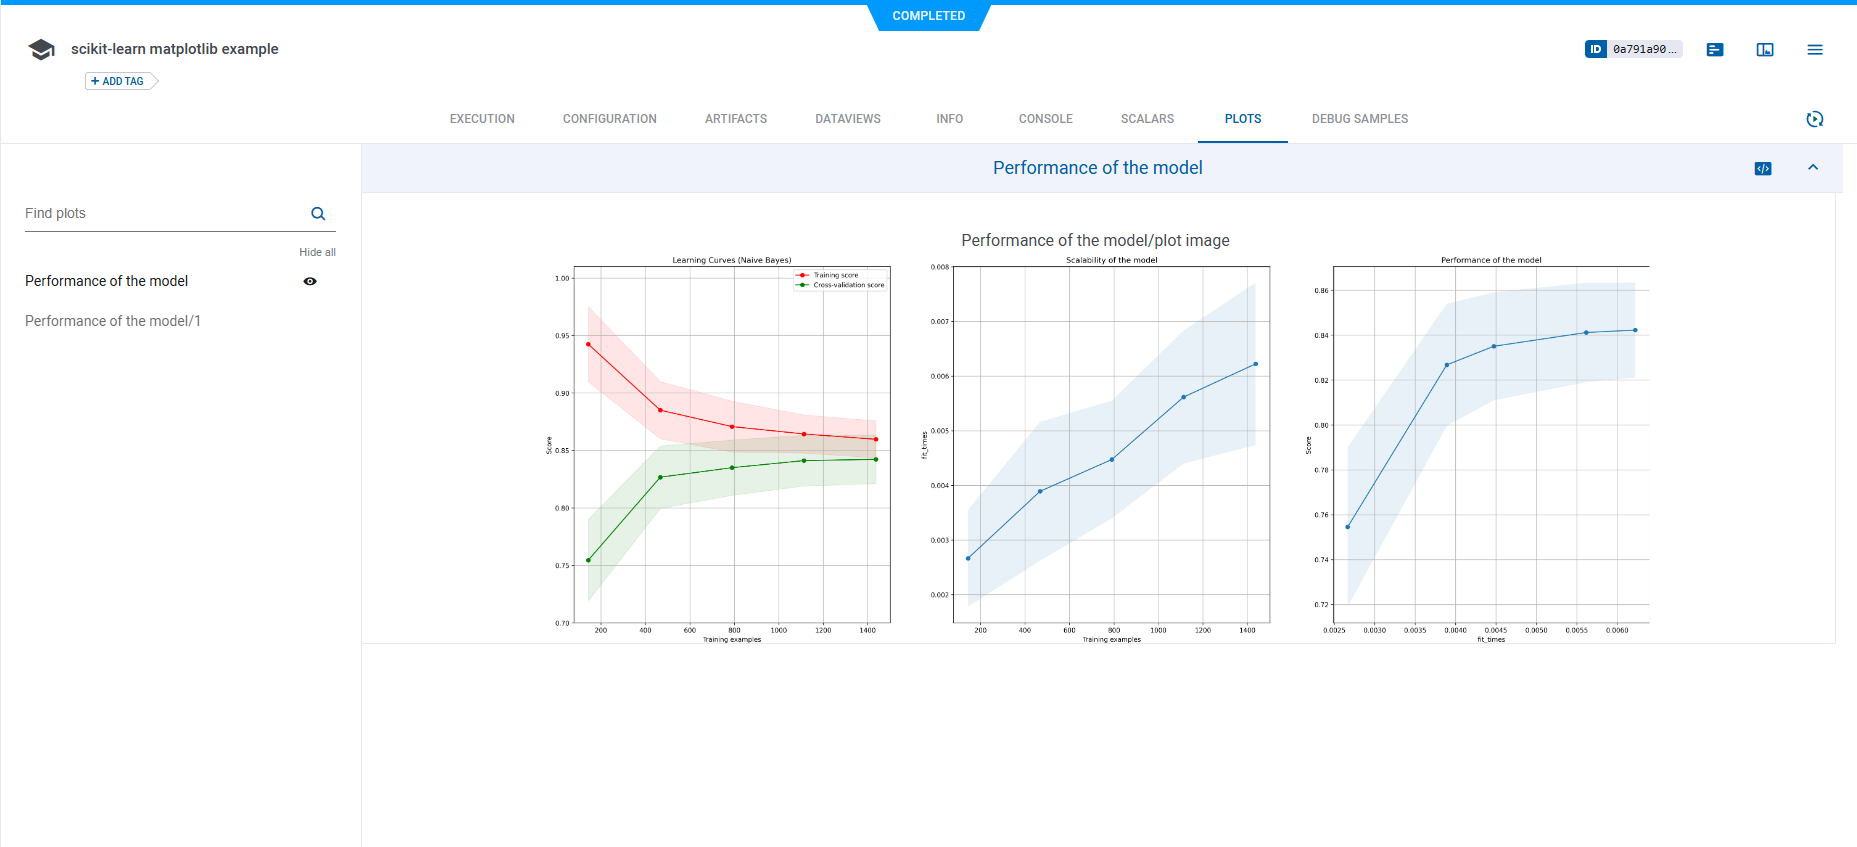 COMPLETED
scikit-learn matplotlib example
ID 0a791a90...
+ ADD TAG
EXECUTION CONFIGURATION ARTIFACTS DATAVIEWS INFO CONSOLE SCALARS PLOTS DEBUG SAMPLES
Find plots
Hide all
Performance of the model
Performance of the model/1
Performance of the model
Performance of the model/plot image
Learning Curves (Naive Bayes)
Training score
Cross-validation score
1.00
0.95
0.90
0.85
0.80
0.75
0.70
Score
200 400 600 800 1000 1200 1400
Training examples
Scalability of the model
0.008
0.007
0.006
0.005
0.004
0.003
0.002
fit_times
200 400 600 800 1000 1200 1400
Training examples
Performance of the model
0.86
0.84
0.82
0.80
0.78
0.76
0.74
0.72
Score
0.0025 0.0030 0.0035 0.0040 0.0045 0.0050 0.0055 0.0060
fit_times